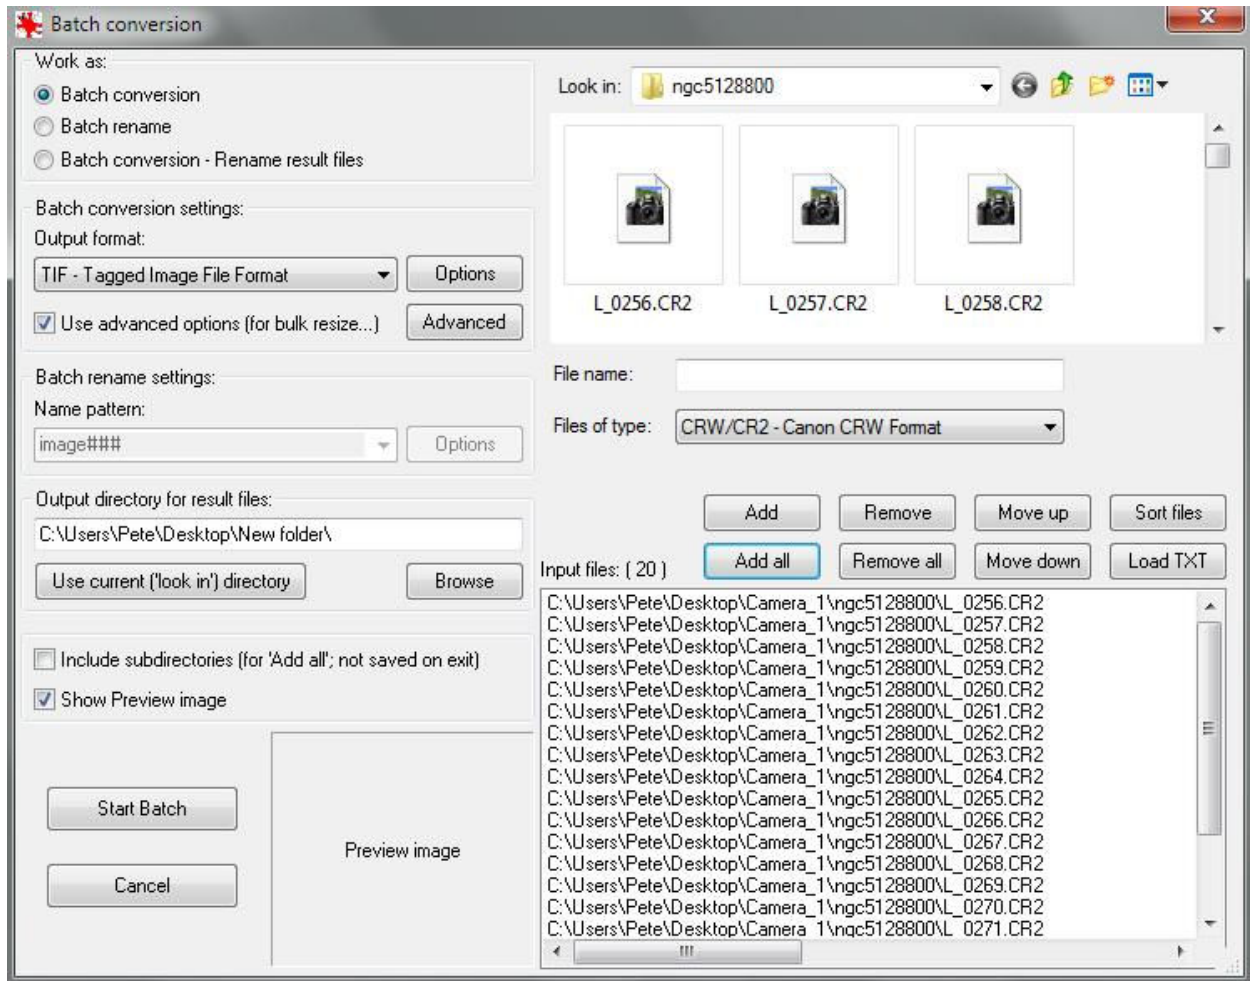 Batch conversion
Work as:
Batch conversion
Batch rename
Batch conversion - Rename result files
Batch conversion settings:
Output format:
TIF - Tagged Image File Format
Options
Use advanced options (for bulk resize...)
Advanced
Batch rename settings:
Name pattern:
image###
Options
Output directory for result files:
C:\Users\Pete\Desktop\New folder\
Use current ('look in') directory
Browse
Include subdirectories (for 'Add all'; not saved on exit)
Show Preview image
Start Batch
Cancel
Preview image
Look in:
ngc5128800
L_0256.CR2
L_0257.CR2
L_0258.CR2
File name:
Files of type:
CRW/CR2 - Canon CRW Format
Add
Remove
Move up
Sort files
Input files: ( 20 )
Add all
Remove all
Move down
Load TXT
C:\Users\Pete\Desktop\Camera_1\ngc5128800\L_0256.CR2
C:\Users\Pete\Desktop\Camera_1\ngc5128800\L_0257.CR2
C:\Users\Pete\Desktop\Camera_1\ngc5128800\L_0258.CR2
C:\Users\Pete\Desktop\Camera_1\ngc5128800\L_0259.CR2
C:\Users\Pete\Desktop\Camera_1\ngc5128800\L_0260.CR2
C:\Users\Pete\Desktop\Camera_1\ngc5128800\L_0261.CR2
C:\Users\Pete\Desktop\Camera_1\ngc5128800\L_0262.CR2
C:\Users\Pete\Desktop\Camera_1\ngc5128800\L_0263.CR2
C:\Users\Pete\Desktop\Camera_1\ngc5128800\L_0264.CR2
C:\Users\Pete\Desktop\Camera_1\ngc5128800\L_0265.CR2
C:\Users\Pete\Desktop\Camera_1\ngc5128800\L_0266.CR2
C:\Users\Pete\Desktop\Camera_1\ngc5128800\L_0267.CR2
C:\Users\Pete\Desktop\Camera_1\ngc5128800\L_0268.CR2
C:\Users\Pete\Desktop\Camera_1\ngc5128800\L_0269.CR2
C:\Users\Pete\Desktop\Camera_1\ngc5128800\L_0270.CR2
C:\Users\Pete\Desktop\Camera_1\ngc5128800\L_0271.CR2